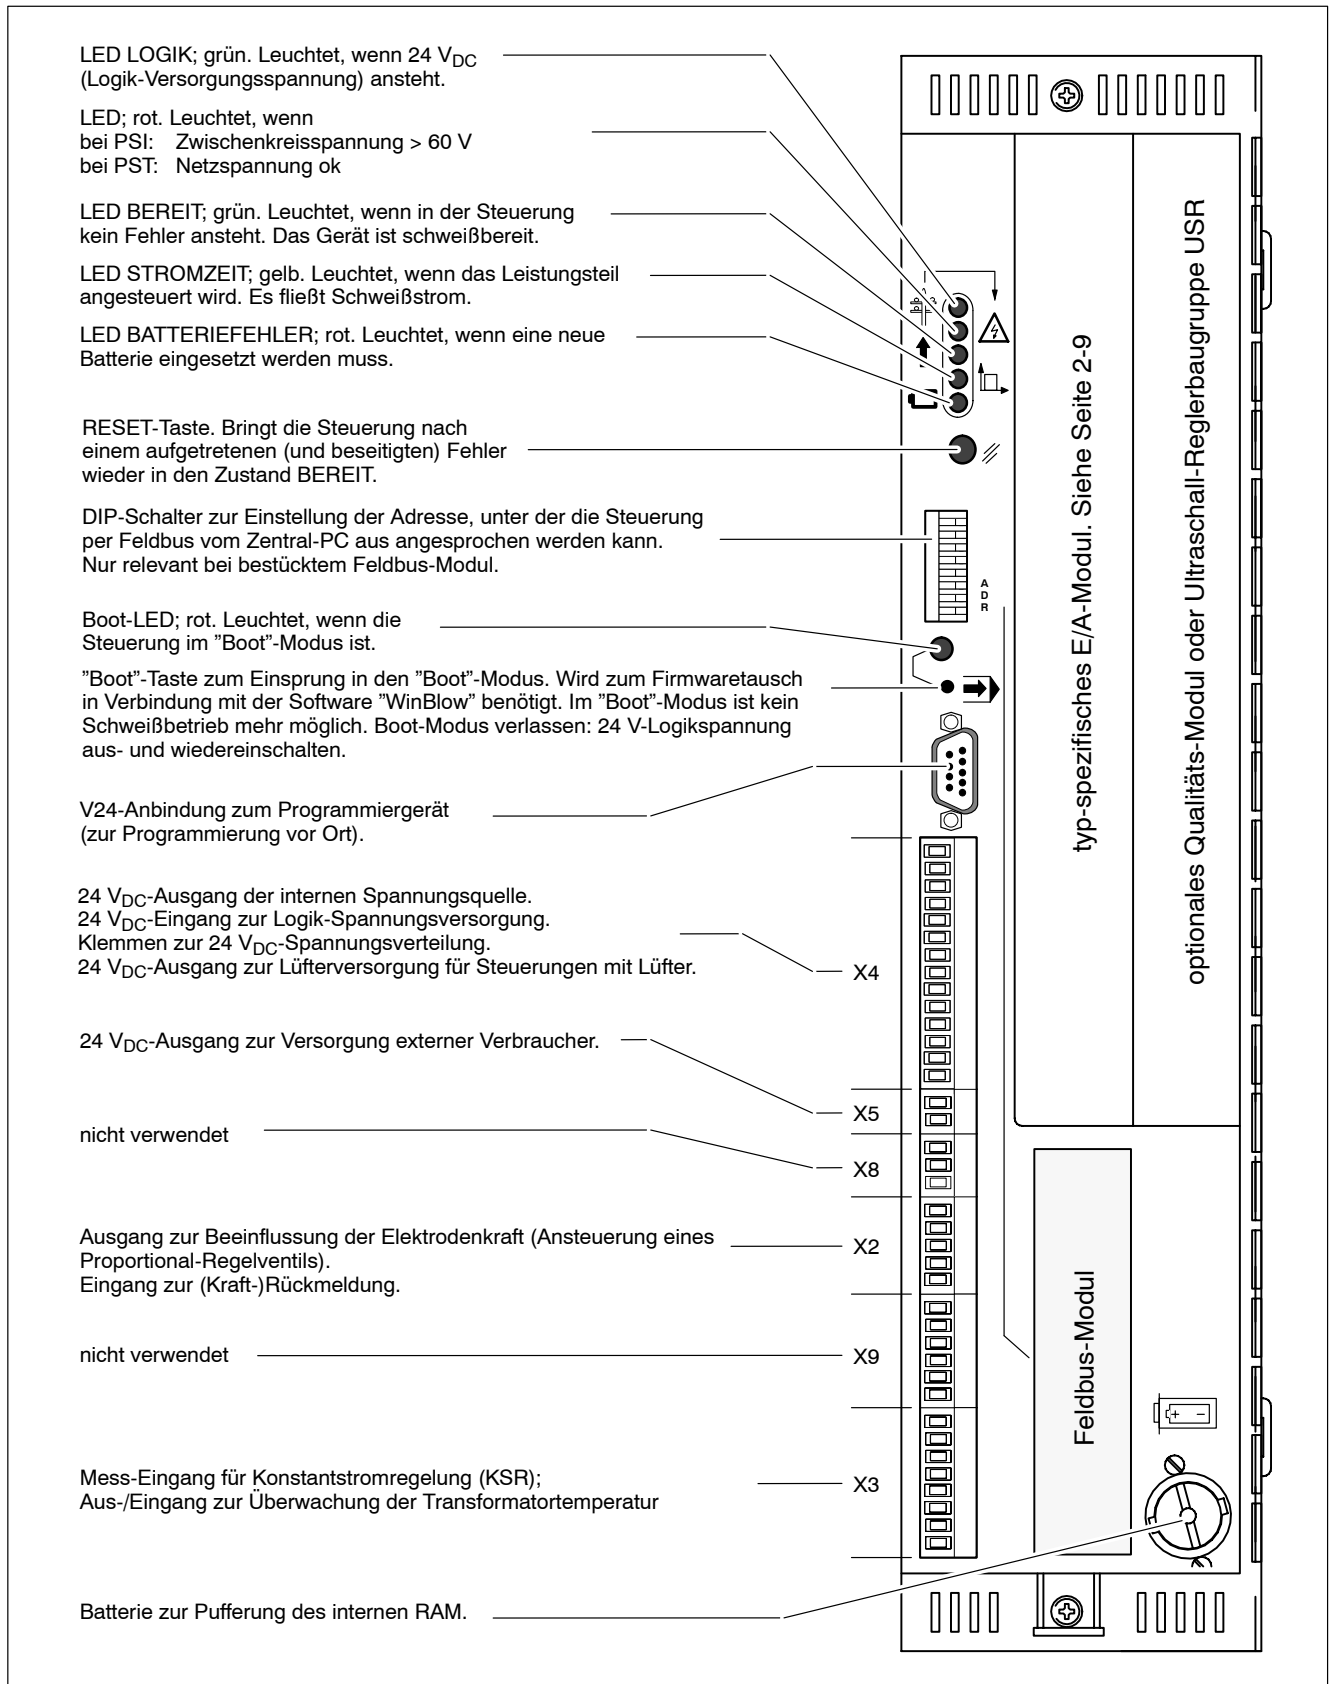 LED LOGIK; grün. Leuchtet, wenn 24 VDC
(Logik-Versorgungsspannung) ansteht.
LED; rot. Leuchtet, wenn
bei PSI: Zwischenkreisspannung > 60 V
bei PST: Netzspannung ok
LED BEREIT; grün. Leuchtet, wenn in der Steuerung
kein Fehler ansteht. Das Gerät ist schweißbereit.
LED STROMZEIT; gelb. Leuchtet, wenn das Leistungsteil
angesteuert wird. Es fließt Schweißstrom.
LED BATTERIEFEHLER; rot. Leuchtet, wenn eine neue
Batterie eingesetzt werden muss.
RESET-Taste. Bringt die Steuerung nach
einem aufgetretenen (und beseitigten) Fehler
wieder in den Zustand BEREIT.
DIP-Schalter zur Einstellung der Adresse, unter der die Steuerung
per Feldbus vom Zentral-PC aus angesprochen werden kann.
Nur relevant bei bestücktem Feldbus-Modul.
A
D
R
Boot-LED; rot. Leuchtet, wenn die
Steuerung im ”Boot”-Modus ist.
”Boot”-Taste zum Einsprung in den ”Boot”-Modus. Wird zum Firmwaretausch
in Verbindung mit der Software ”WinBlow” benötigt. Im ”Boot”-Modus ist kein
Schweißbetrieb mehr möglich. Boot-Modus verlassen: 24 V-Logikspannung
aus- und wiedereinschalten.
V24-Anbindung zum Programmiergerät
(zur Programmierung vor Ort).
24 VDC-Ausgang der internen Spannungsquelle.
24 VDC-Eingang zur Logik-Spannungsversorgung.
Klemmen zur 24 VDC-Spannungsverteilung.
24 VDC-Ausgang zur Lüfterversorgung für Steuerungen mit Lüfter.
X4
24 VDC-Ausgang zur Versorgung externer Verbraucher.
X5
nicht verwendet
X8
Ausgang zur Beeinflussung der Elektrodenkraft (Ansteuerung eines
Proportional-Regelventils).
Eingang zur (Kraft-)Rückmeldung.
X2
nicht verwendet
X9
Mess-Eingang für Konstantstromregelung (KSR);
Aus-/Eingang zur Überwachung der Transformatortemperatur
X3
Batterie zur Pufferung des internen RAM.
typ-spezifisches E/A-Modul. Siehe Seite 2-9
optionales Qualitäts-Modul oder Ultraschall-Reglerbaugruppe USR
Feldbus-Modul
+ −